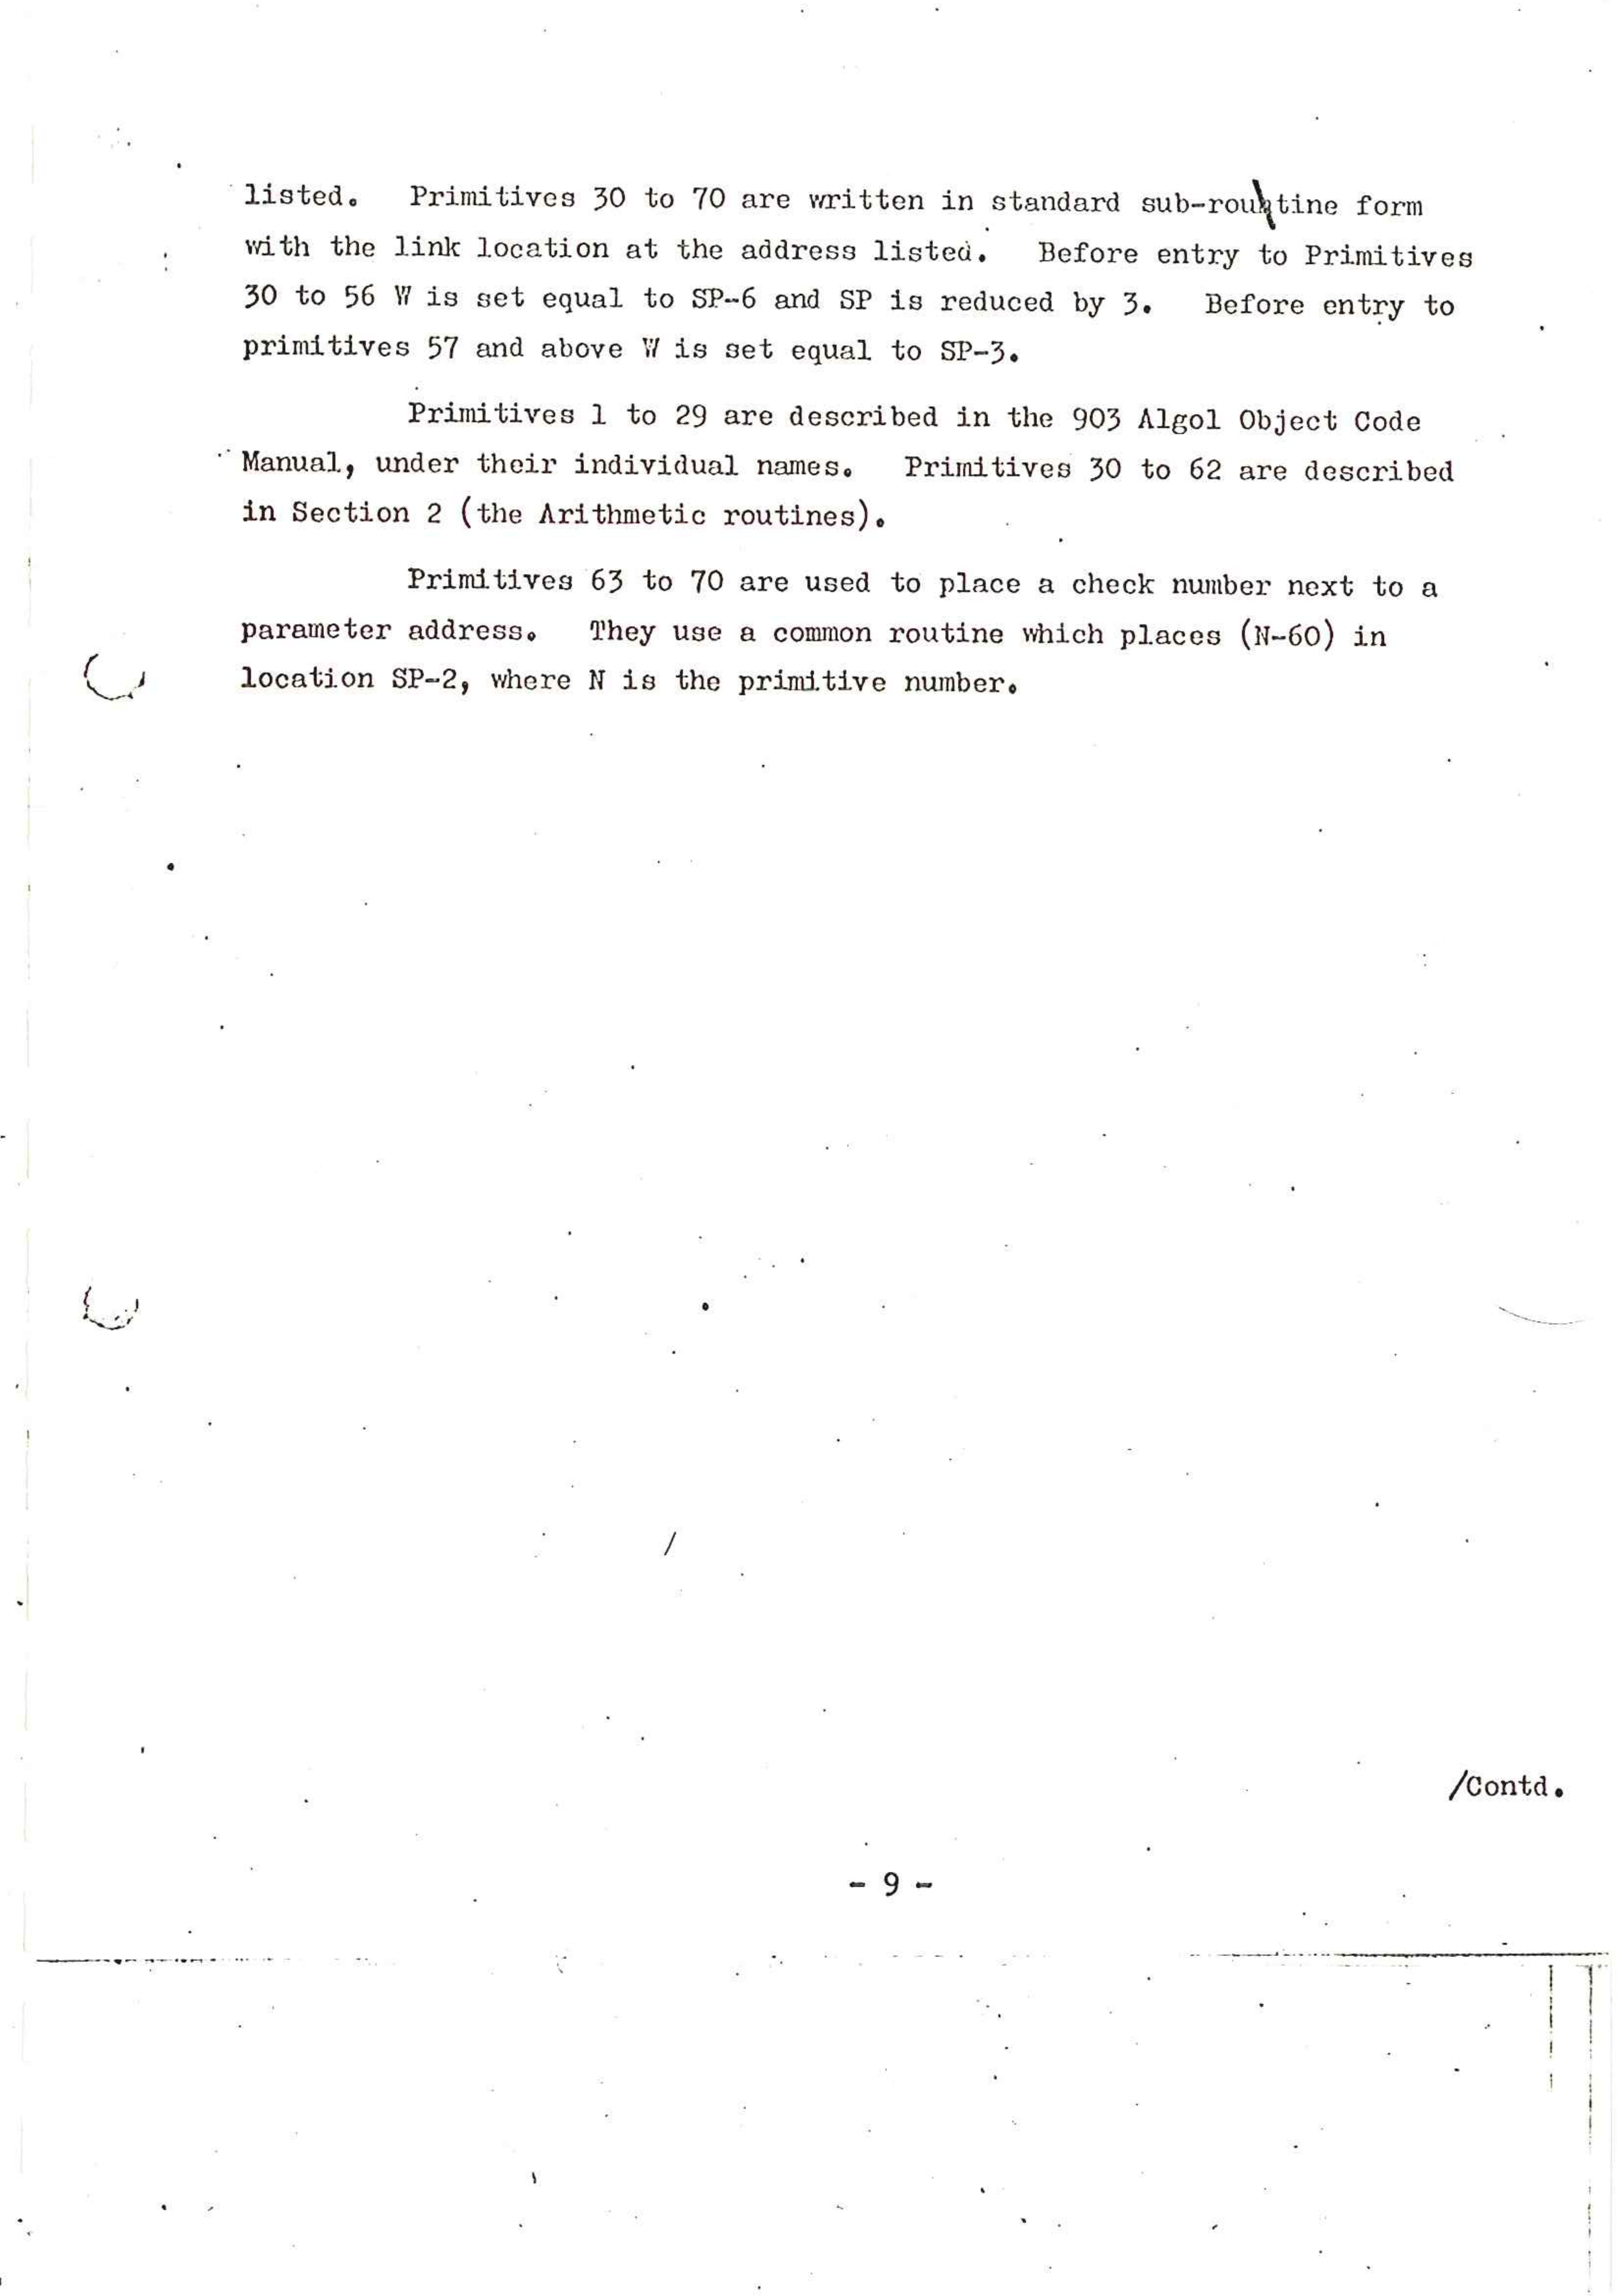 listed. Primitives 30 to 70 are written in standard sub-routine form
with the link location at the address listed. Before entry to Primitives
30 to 56 W is set equal to SP-6 and SP is reduced by 3. Before entry to
primitives 57 and above W is set equal to SP-3.
Primitives 1 to 29 are described in the 903 Algol Object Code
Manual, under their individual names. Primitives 30 to 62 are described
in Section 2 (the Arithmetic routines).
Primitives 63 to 70 are used to place a check number next to a
parameter address. They use a common routine which places (N-60) in
location SP-2, where N is the primitive number.
/Contd.
- 9 -